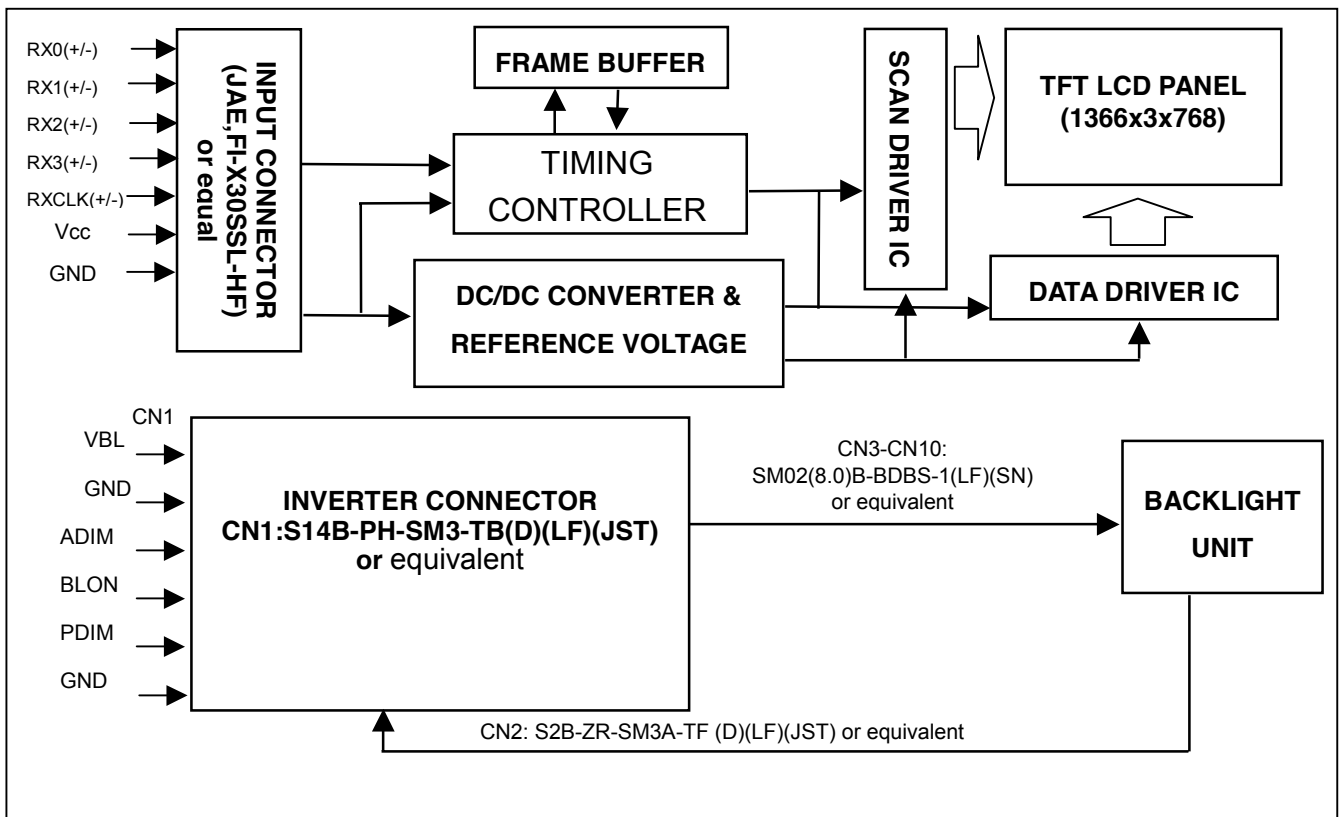 RX0(+/-)
RX1(+/-)
RX2(+/-)
RX3(+/-)
RXCLK(+/-)
Vcc
GND
INPUT CONNECTOR
(JAE,FI-X30SSL-HF)
or equal
FRAME BUFFER
TIMING
CONTROLLER
DC/DC CONVERTER &
REFERENCE VOLTAGE
SCAN DRIVER IC
TFT LCD PANEL
(1366x3x768)
DATA DRIVER IC
CN1
VBL
GND
ADIM
BLON
PDIM
GND
INVERTER CONNECTOR
CN1:S14B-PH-SM3-TB(D)(LF)(JST)
or equivalent
CN3-CN10:
SM02(8.0)B-BDBS-1(LF)(SN)
or equivalent
BACKLIGHT
UNIT
CN2: S2B-ZR-SM3A-TF (D)(LF)(JST) or equivalent